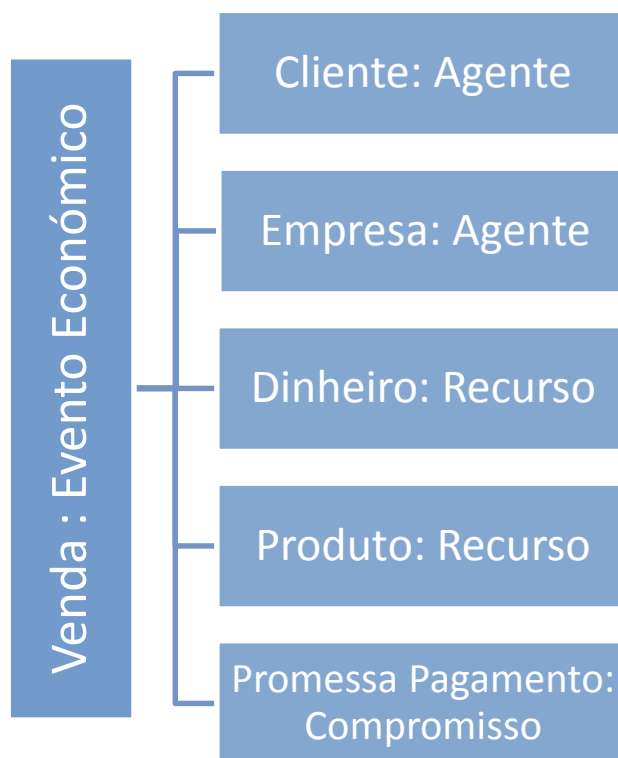 Venda : Evento Económico
Cliente: Agente
Empresa: Agente
Dinheiro: Recurso
Produto: Recurso
Promessa Pagamento:
Compromisso